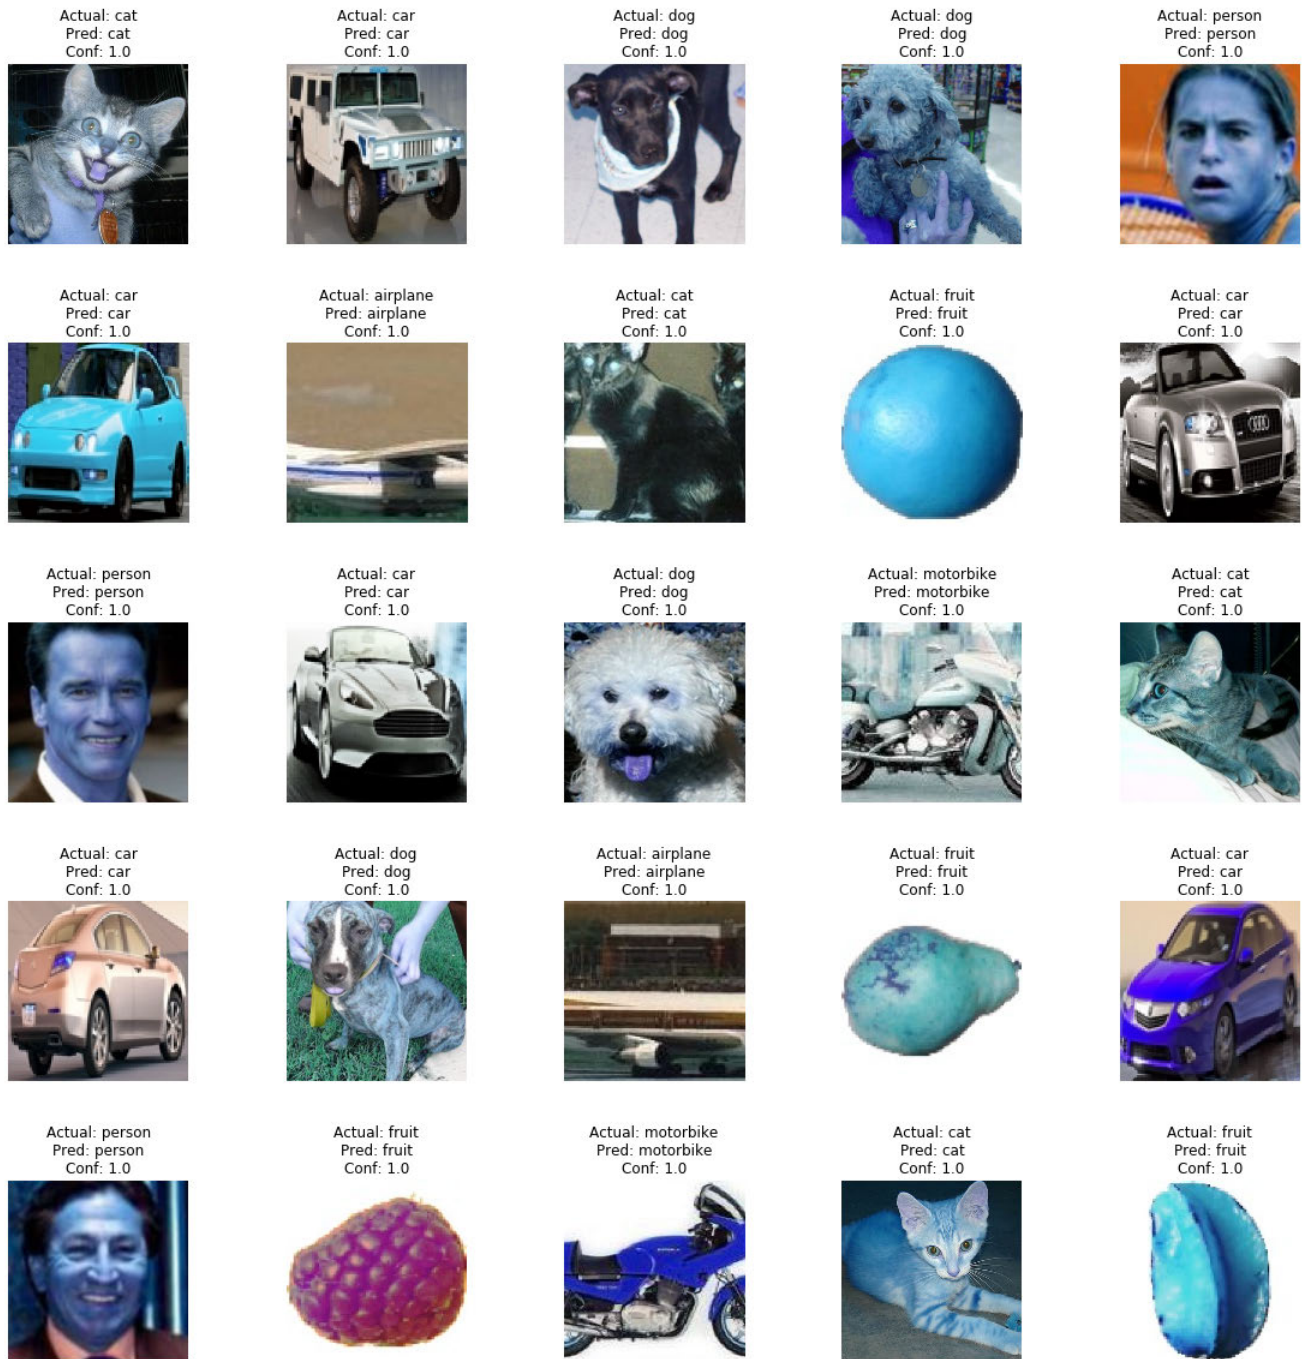 Actual: cat
Pred: cat
Conf: 1.0
Actual: car
Pred: car
Conf: 1.0
Actual: dog
Pred: dog
Conf: 1.0
Actual: dog
Pred: dog
Conf: 1.0
Actual: person
Pred: person
Conf: 1.0
Actual: car
Pred: car
Conf: 1.0
Actual: airplane
Pred: airplane
Conf: 1.0
Actual: cat
Pred: cat
Conf: 1.0
Actual: fruit
Pred: fruit
Conf: 1.0
Actual: car
Pred: car
Conf: 1.0
Actual: person
Pred: person
Conf: 1.0
Actual: car
Pred: car
Conf: 1.0
Actual: dog
Pred: dog
Conf: 1.0
Actual: motorbike
Pred: motorbike
Conf: 1.0
Actual: cat
Pred: cat
Conf: 1.0
Actual: car
Pred: car
Conf: 1.0
Actual: dog
Pred: dog
Conf: 1.0
Actual: airplane
Pred: airplane
Conf: 1.0
Actual: fruit
Pred: fruit
Conf: 1.0
Actual: car
Pred: car
Conf: 1.0
Actual: person
Pred: person
Conf: 1.0
Actual: fruit
Pred: fruit
Conf: 1.0
Actual: motorbike
Pred: motorbike
Conf: 1.0
Actual: cat
Pred: cat
Conf: 1.0
Actual: fruit
Pred: fruit
Conf: 1.0